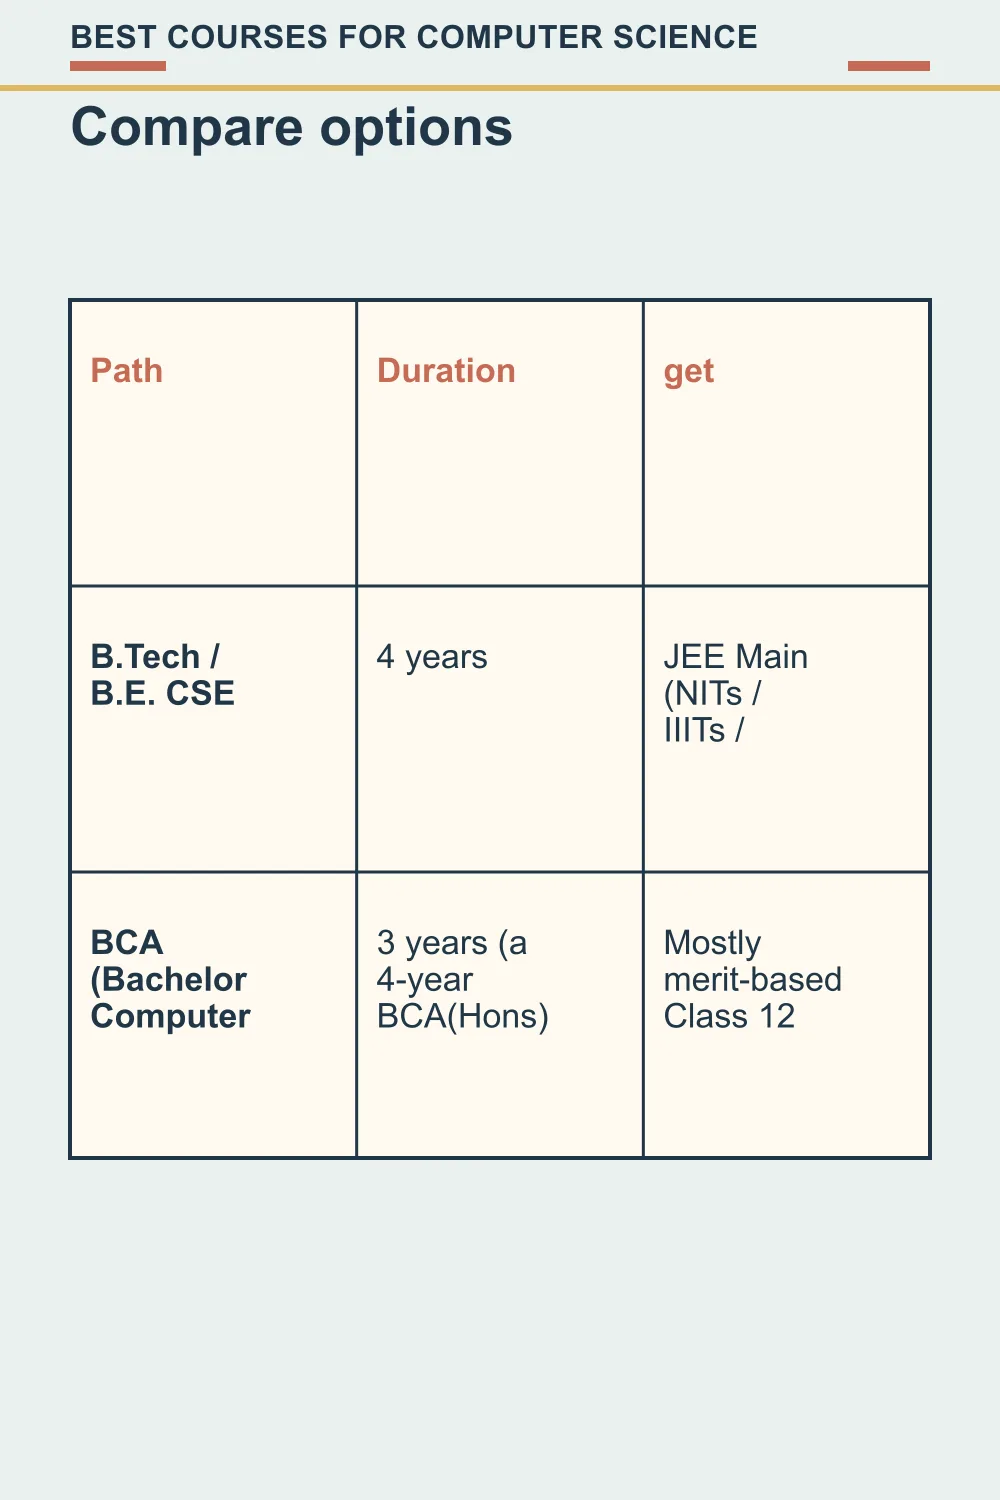 BEST COURSES FOR COMPUTER SCIENCE
Compare options
Path
Duration
get
B.Tech /
B.E. CSE
4 years
JEE Main
(NITs /
IIITs /
BCA
(Bachelor
Computer
3 years (a
4-year
BCA(Hons)
Mostly
merit-based
Class 12